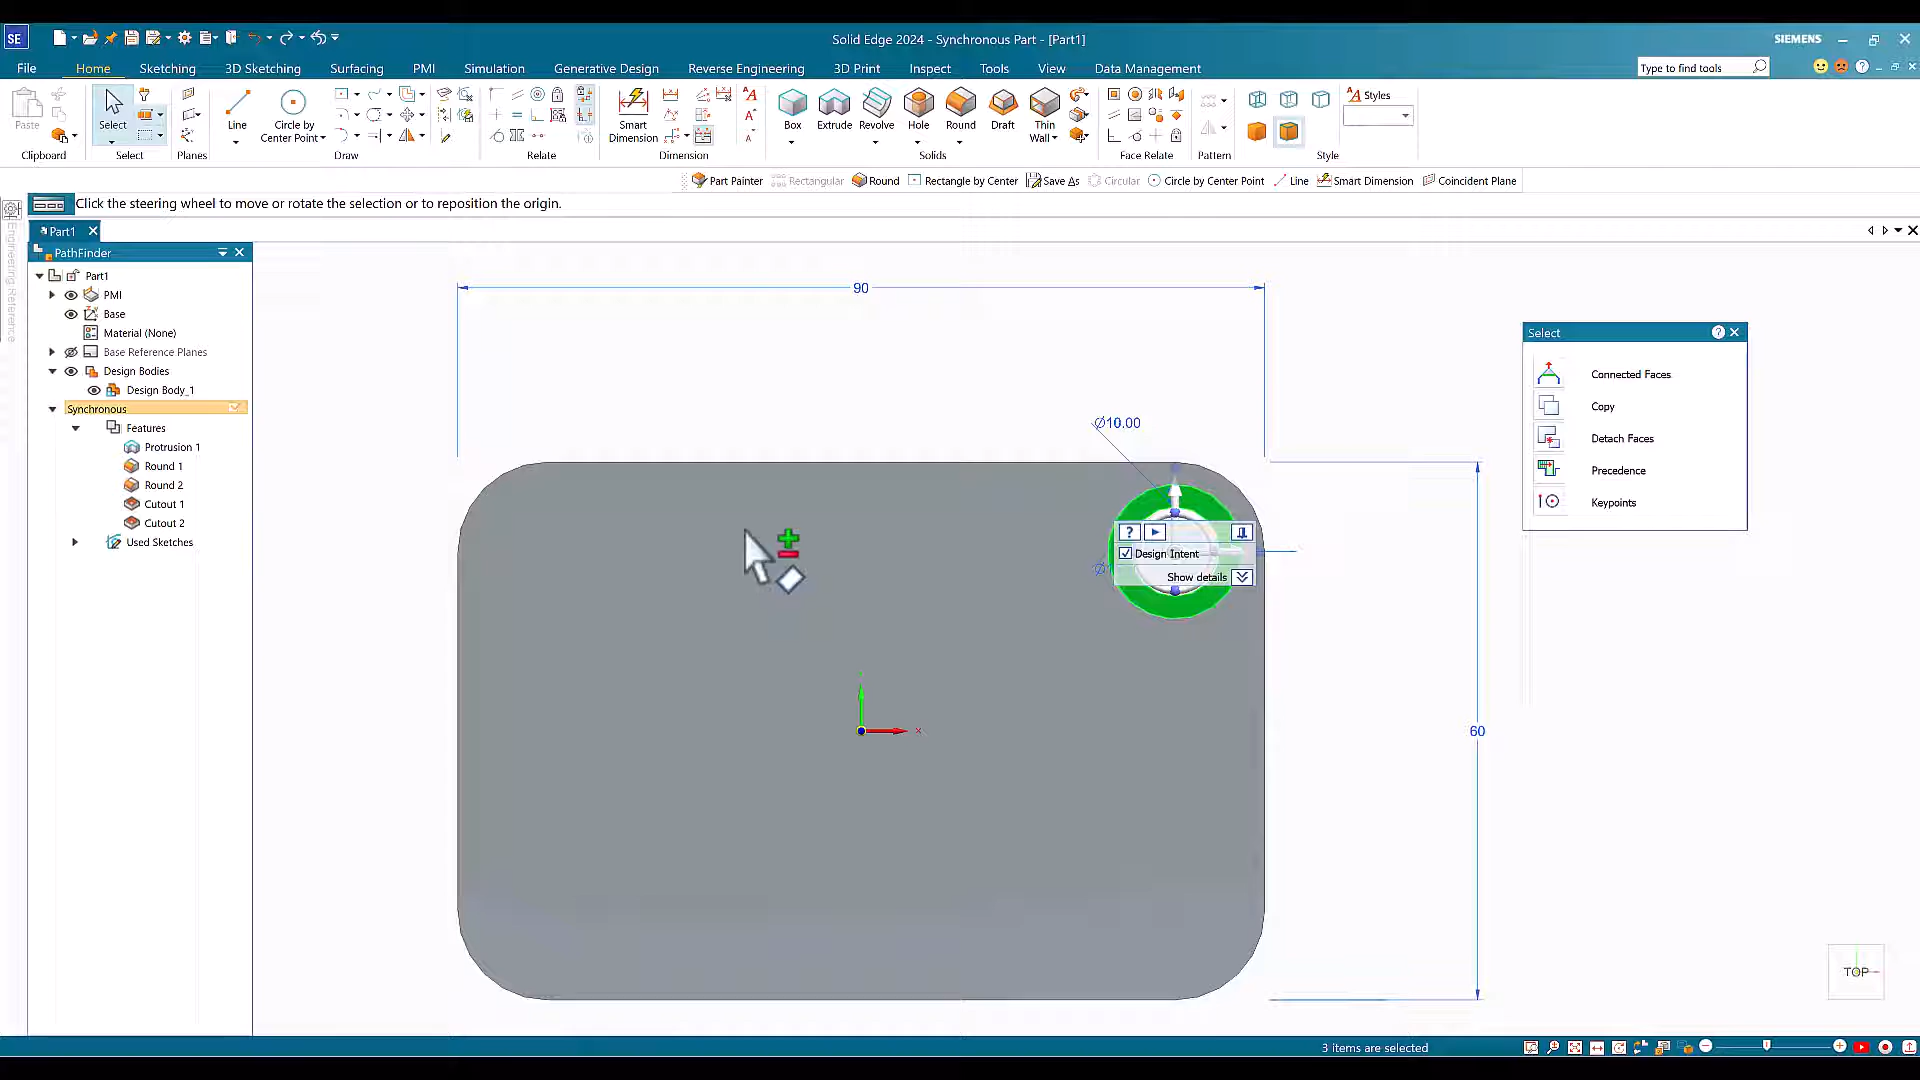 SE
Solid Edge 2024 - Synchronous Part - [Part1]
SIEMENS
File Home Sketching 3D Sketching Surfacing PMI Simulation Generative Design Reverse Engineering 3D Print Inspect Tools View Data Management
Type to find tools
Paste
Select
Line
Circle by
Center Point
Smart
Dimension
Box
Extrude
Revolve
Hole
Round
Draft
Thin
Wall
Styles
Clipboard Select Planes Draw Relate Dimension Solids Face Relate Pattern Style
Part Painter Rectangular Round Rectangle by Center Save As Circular Circle by Center Point Line Smart Dimension Coincident Plane
Click the steering wheel to move or rotate the selection or to reposition the origin.
Part1
Engineering Reference
PathFinder
Part1
PMI
Base
Material (None)
Base Reference Planes
Design Bodies
Design Body_1
Synchronous
Features
Protrusion 1
Round 1
Round 2
Cutout 1
Cutout 2
Used Sketches
90
Ø10.00
Ø
?
Design Intent
Show details
60
x
Select
Connected Faces
Copy
Detach Faces
Precedence
Keypoints
TOP
3 items are selected